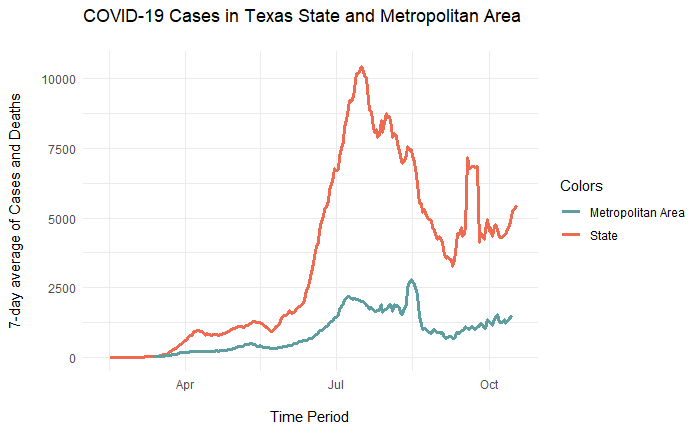 COVID-19 Cases in Texas State and Metropolitan Area
7-day average of Cases and Deaths
10000
7500
5000
2500
0
Apr
Jul
Oct
Time Period
Colors
Metropolitan Area
State